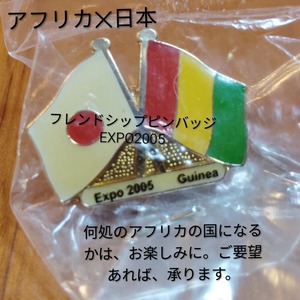 アフリカ×日本
フレンドシップピンバッジ
EXPO2005
Expo 2005 Guinea
何処のアフリカの国になる
かは、お楽しみに。ご要望
あれば、承ります。